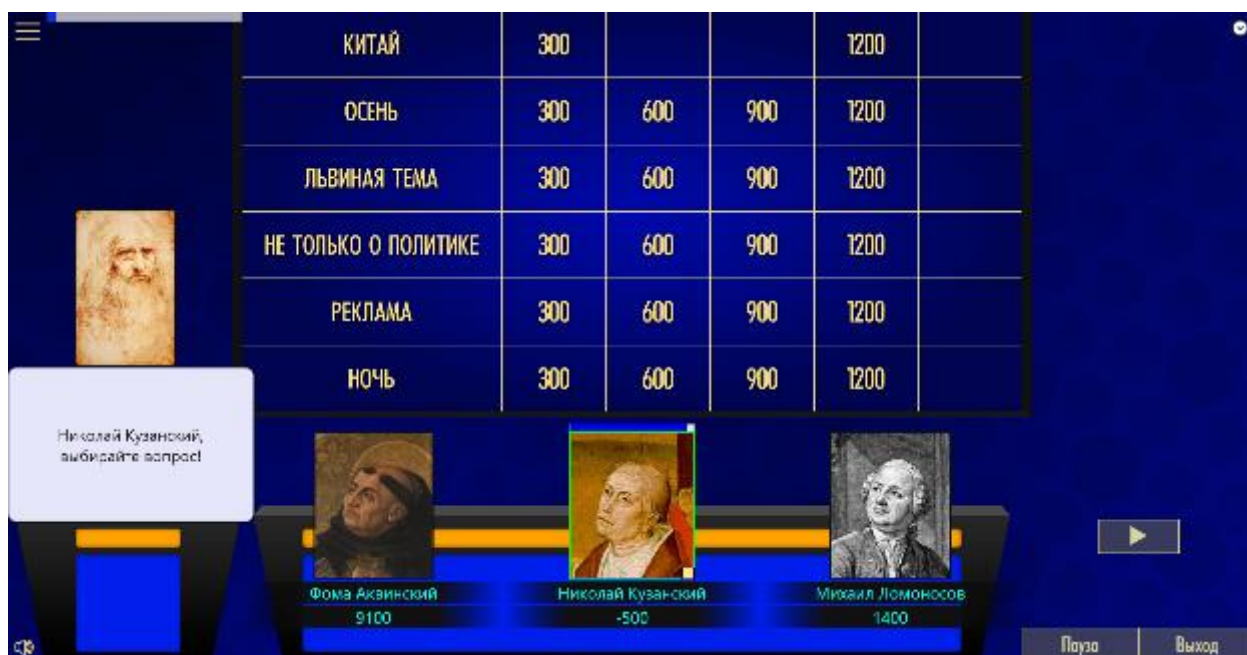 КИТАЙ 300 1200
ОСЕНЬ 300 600 900 1200
ЛЬВИНАЯ ТЕМА 300 600 900 1200
НЕ ТОЛЬКО О ПОЛИТИКЕ 300 600 900 1200
РЕКЛАМА 300 600 900 1200
НОЧЬ 300 600 900 1200
Николай Кузанский,
выбирайте вопрос!
Фома Аквинский Николай Кузанский Михаил Ломоносов
9100 -500 1400
Пауза Выход